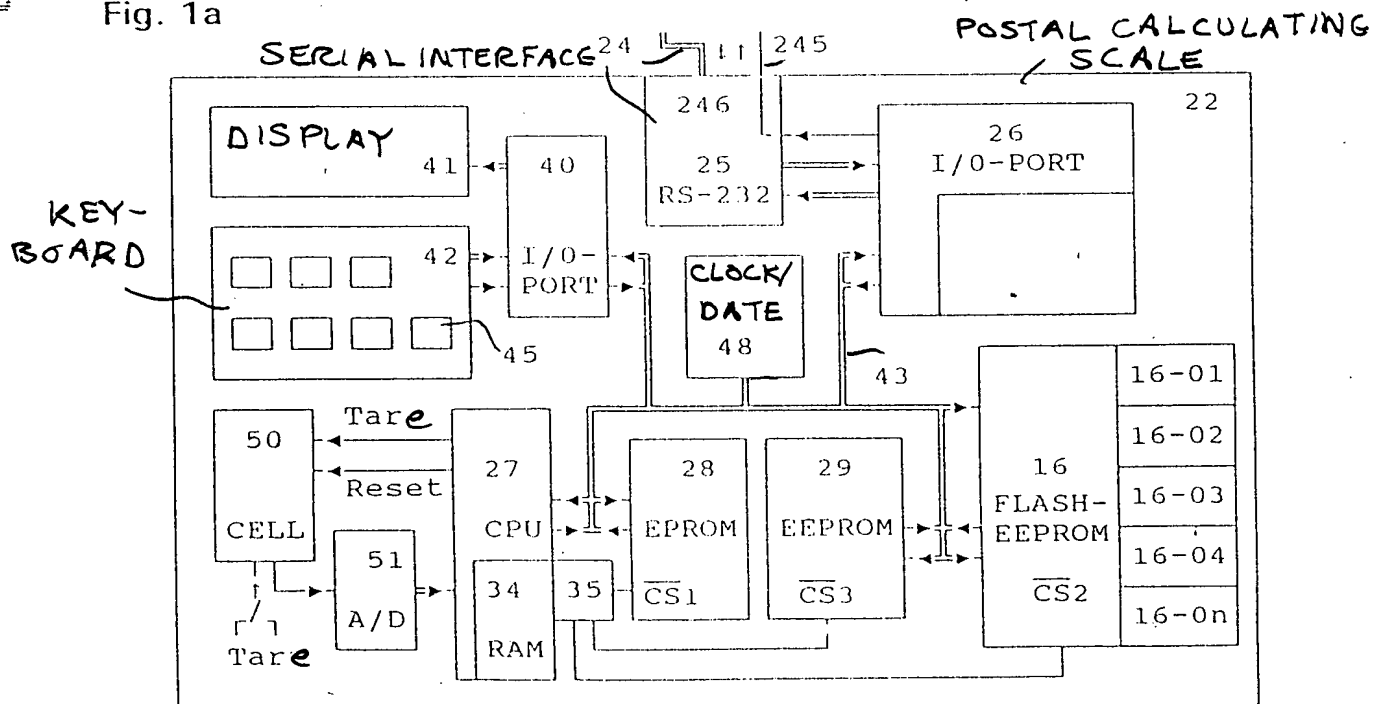 Fig. 1a
POSTAL CALCULATING
SCALE
SERIAL INTERFACE
24
245
246
22
DISPLAY
41
40
25
RS-232
26
I/O-PORT
KEY-
BOARD
42
I/O-
PORT
45
CLOCK/
DATE
48
43
50
CELL
Tare
Reset
27
CPU
28
EPROM
CS1
29
EEPROM
CS3
16
FLASH-
EEPROM
CS2
16-01
16-02
16-03
16-04
16-0n
51
A/D
34
RAM
35
Tare